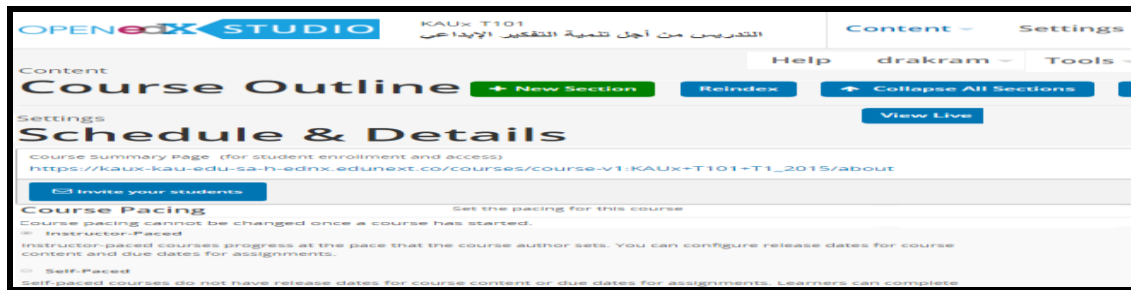 OPENedX STUDIO
KAUx T101
التدريس من أجل تنمية التفكير الإبداعي
Content
Settings
Help
drakram
Tools
Content
Course Outline
+ New Section
Reindex
Collapse All Sections
Settings
View Live
Schedule & Details
Course Summary Page (for student enrollment and access)
https://kaux-kau-edu-sa-h-ednx.edunext.co/courses/course-v1:KAUx+T101+T1_2015/about
Invite your students
Course Pacing
Set the pacing for this course
Course pacing cannot be changed once a course has started.
Instructor-Paced
Instructor-paced courses progress at the pace that the course author sets. You can configure release dates for course
content and due dates for assignments.
Self-Paced
Self-paced courses do not have release dates for course content or due dates for assignments. Learners can complete